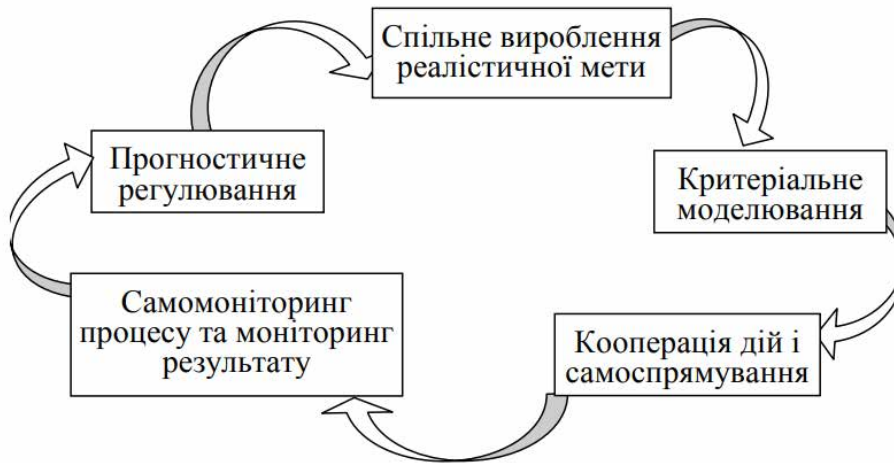 Спільне вироблення
реалістичної мети
Прогностичне
регулювання
Критеріальне
моделювання
Самомоніторинг
процесу та моніторинг
результату
Кооперація дій і
самоспрямування